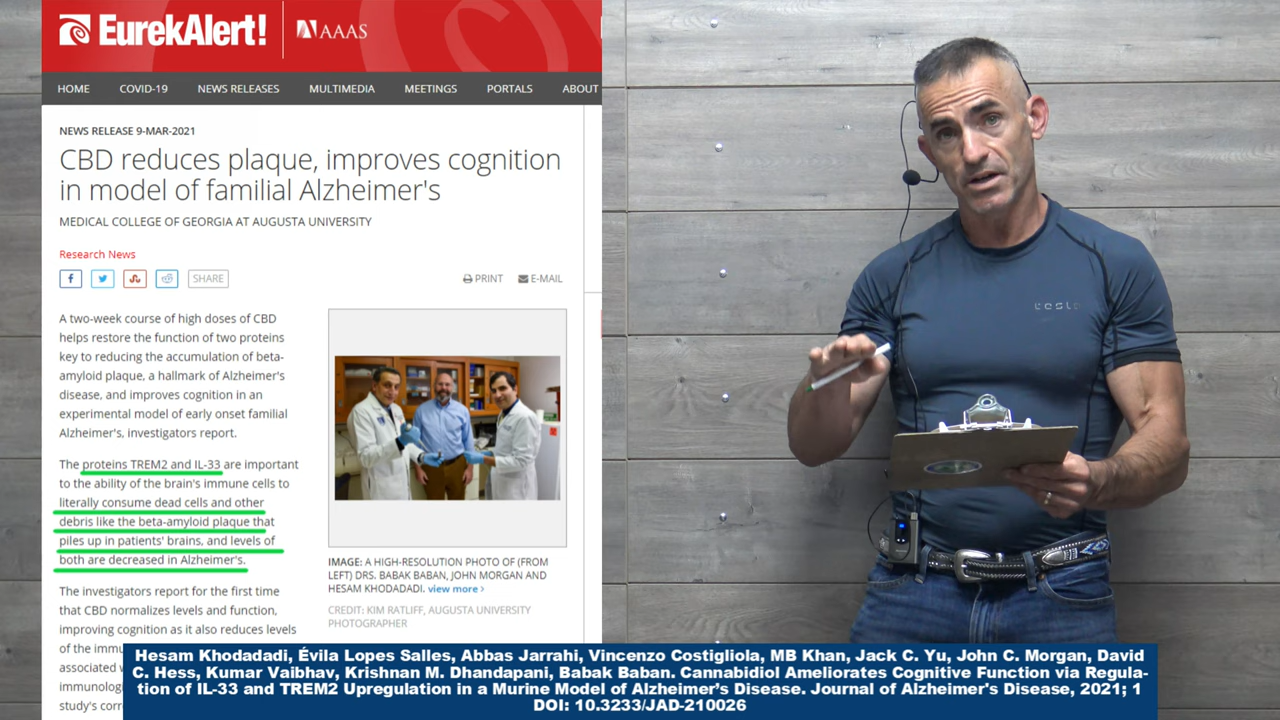 EurekAlert!
AAAS
HOME COVID-19 NEWS RELEASES MULTIMEDIA MEETINGS PORTALS ABOUT
NEWS RELEASE 9-MAR-2021
CBD reduces plaque, improves cognition
in model of familial Alzheimer's
MEDICAL COLLEGE OF GEORGIA AT AUGUSTA UNIVERSITY
Research News
SHARE
PRINT E-MAIL
A two-week course of high doses of CBD
helps restore the function of two proteins
key to reducing the accumulation of beta-
amyloid plaque, a hallmark of Alzheimer's
disease, and improves cognition in an
experimental model of early onset familial
Alzheimer's, investigators report.
The proteins TREM2 and IL-33 are important
to the ability of the brain's immune cells to
literally consume dead cells and other
debris like the beta-amyloid plaque that
piles up in patients' brains, and levels of
both are decreased in Alzheimer's.
The investigators report for the first time
that CBD normalizes levels and function,
improving cognition as it also reduces levels
of the immu
associated
immunolog
study's corr
IMAGE: A HIGH-RESOLUTION PHOTO OF (FROM
LEFT) DRS. BABAK BABAN, JOHN MORGAN AND
HESAM KHODADADI. view more >
CREDIT: KIM RATLIFF, AUGUSTA UNIVERSITY
PHOTOGRAPHER
Tesla
Hesam Khodadadi, Évila Lopes Salles, Abbas Jarrahi, Vincenzo Costigliola, MB Khan, Jack C. Yu, John C. Morgan, David
C. Hess, Kumar Vaibhav, Krishnan M. Dhandapani, Babak Baban. Cannabidiol Ameliorates Cognitive Function via Regula-
tion of IL-33 and TREM2 Upregulation in a Murine Model of Alzheimer's Disease. Journal of Alzheimer's Disease, 2021; 1
DOI: 10.3233/JAD-210026